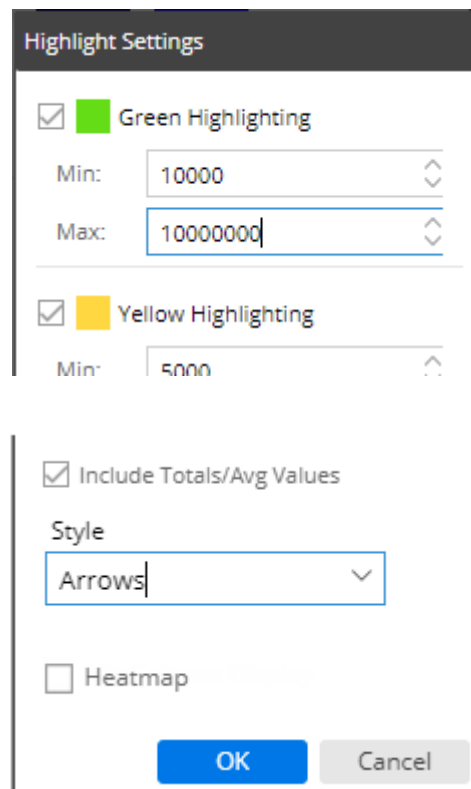 Highlight Settings
Green Highlighting
Min: 10000
Max: 10000000
Yellow Highlighting
Min: 5000
Include Totals/Avg Values
Style
Arrows
Heatmap
OK Cancel